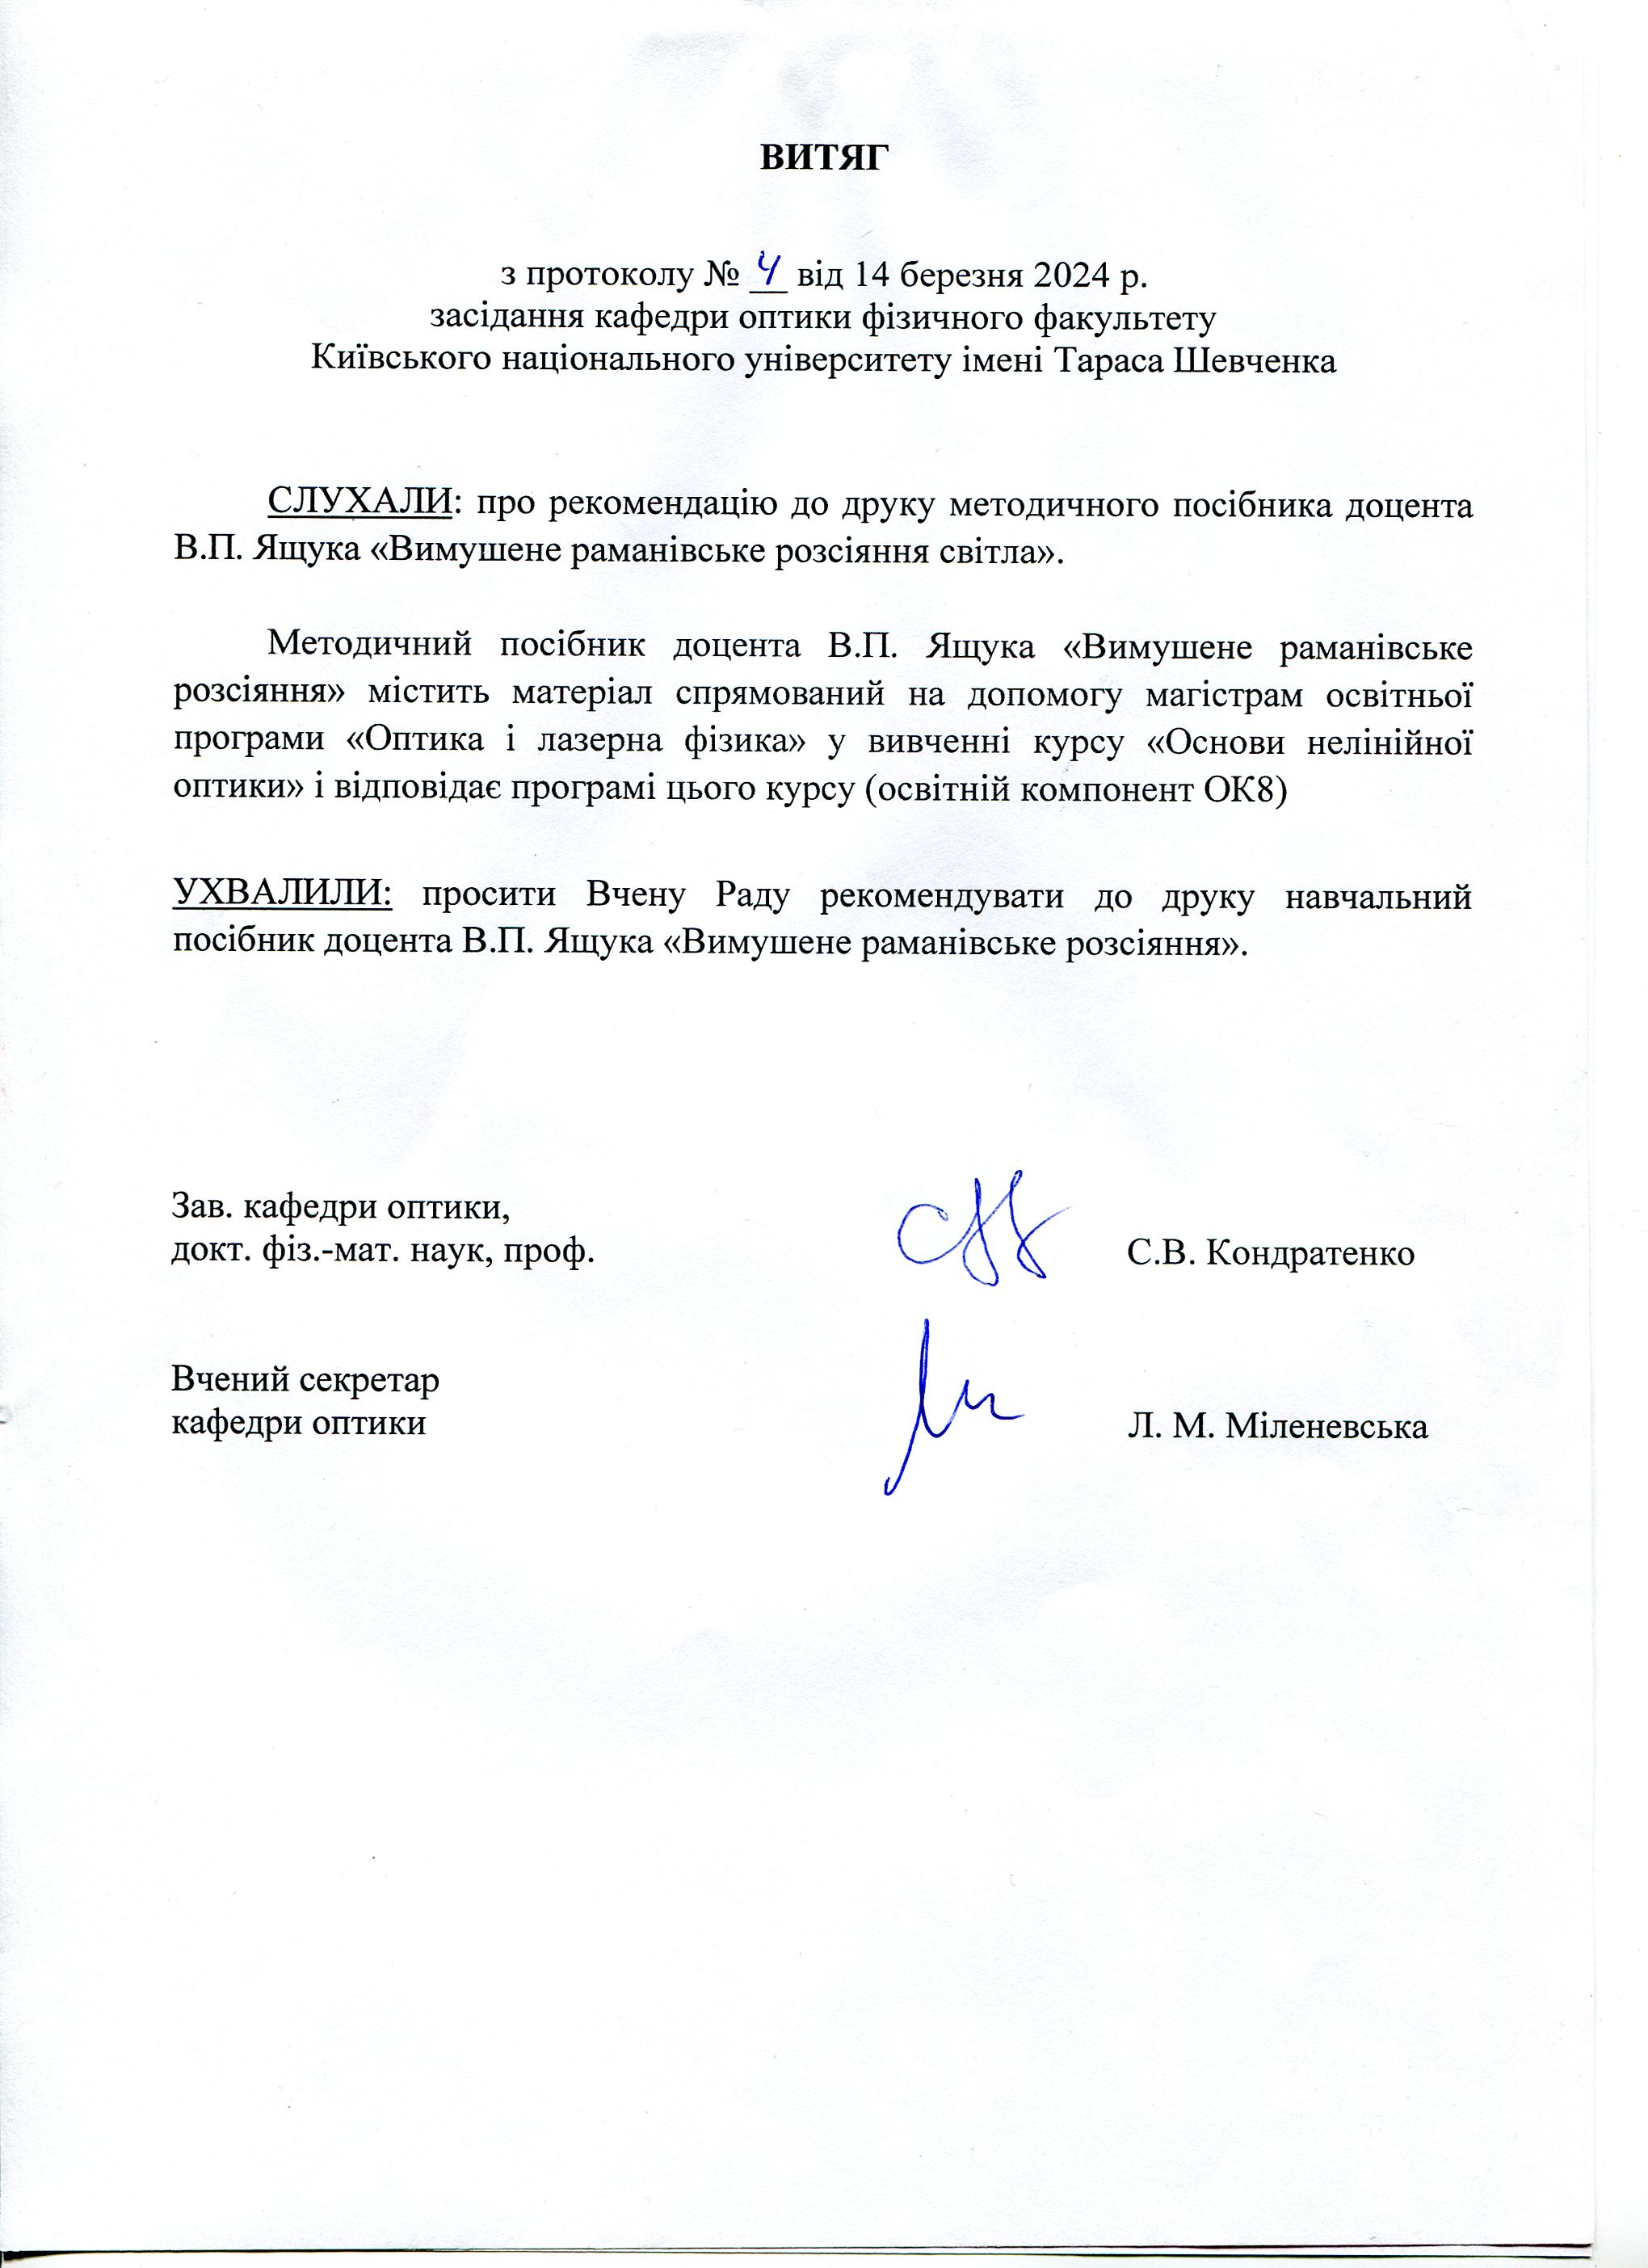 ВИТЯГ
з протоколу № 4 від 14 березня 2024 р.
засідання кафедри оптики фізичного факультету
Київського національного університету імені Тараса Шевченка
СЛУХАЛИ: про рекомендацію до друку методичного посібника доцента
В.П. Ящука «Вимушене раманівське розсіяння світла».
Методичний посібник доцента В.П. Ящука «Вимушене раманівське
розсіяння» містить матеріал спрямований на допомогу магістрам освітньої
програми «Оптика і лазерна фізика» у вивченні курсу «Основи нелінійної
оптики» і відповідає програмі цього курсу (освітній компонент ОК8)
УХВАЛИЛИ: просити Вчену Раду рекомендувати до друку навчальний
посібник доцента В.П. Ящука «Вимушене раманівське розсіяння».
Зав. кафедри оптики,
докт. фіз.-мат. наук, проф. С.В. Кондратенко
Вчений секретар
кафедри оптики Л. М. Міленевська